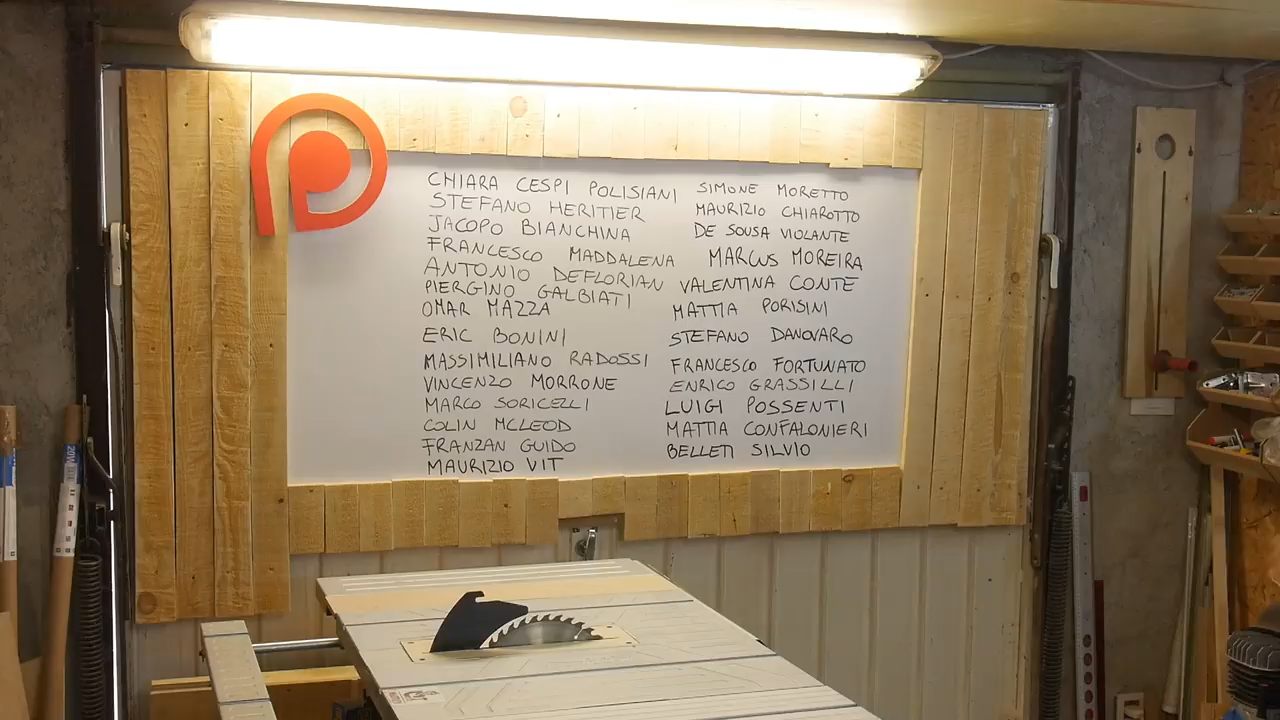 CHIARA CESPI POLISIANI
STEFANO HERITIER
JACOPO BIANCHINA
FRANCESCO MADDALENA
ANTONIO DEFLORIAN
PIERGINO GALBIATI
OMAR MAZZA
ERIC BONINI
MASSIMILIANO RADOSSI
VINCENZO MORRONE
MARCO SORICELLI
COLIN MCLEOD
FRANZAN GUIDO
MAURIZIO VIT
SIMONE MORETTO
MAURIZIO CHIAROTTO
DE SOUSA VIOLANTE
MARCUS MOREIRA
VALENTINA CONTE
MATTIA PORISINI
STEFANO DANOVARO
FRANCESCO FORTUNATO
ENRICO GRASSILLI
LUIGI POSSENTI
MATTIA CONFALONIERI
BELLETI SILVIO